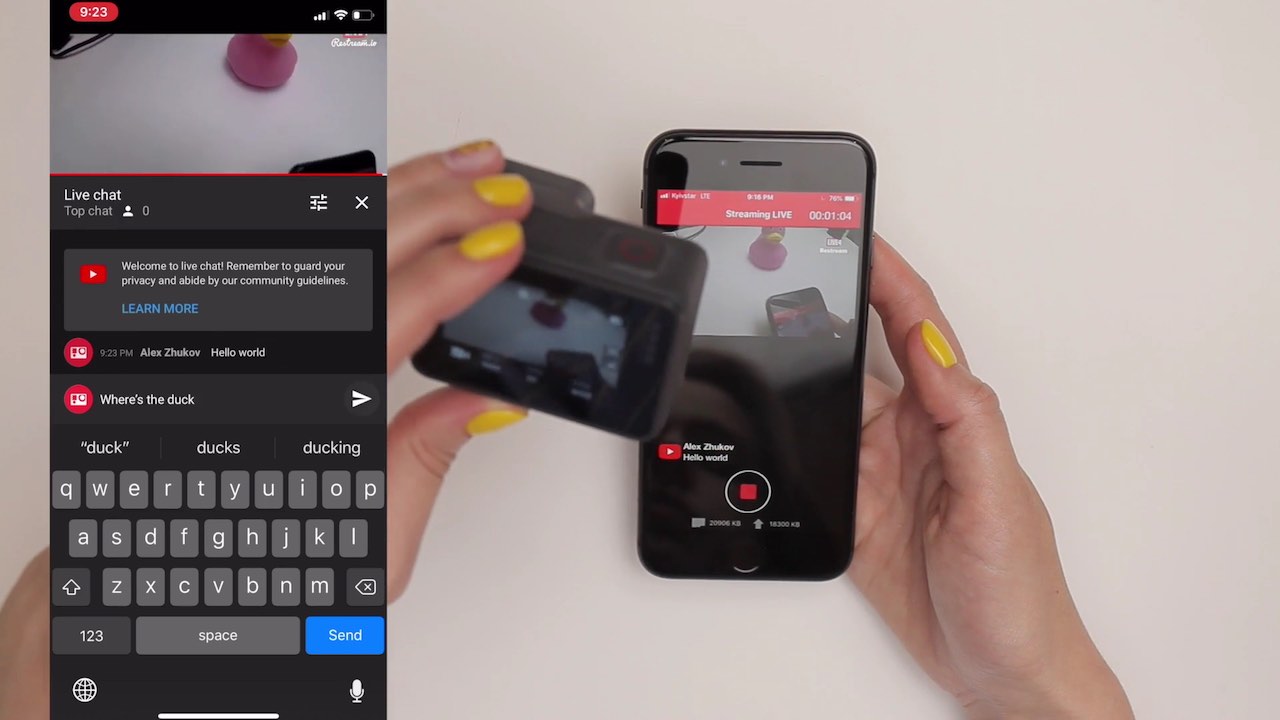 9:23
Restream.io
Live chat
Top chat 0
Welcome to live chat! Remember to guard your
privacy and abide by our community guidelines.
LEARN MORE
9:23 PM Alex Zhukov Hello world
Where's the duck
“duck” ducks ducking
q w e r t y u i o p
a s d f g h j k l
z x c v b n m
123 space Send
Kyivstar LTE 9:16 PM 76%
Streaming LIVE 00:01:04
LIVE
Restream
Alex Zhukov
Hello world
20906 KB 16300 KB